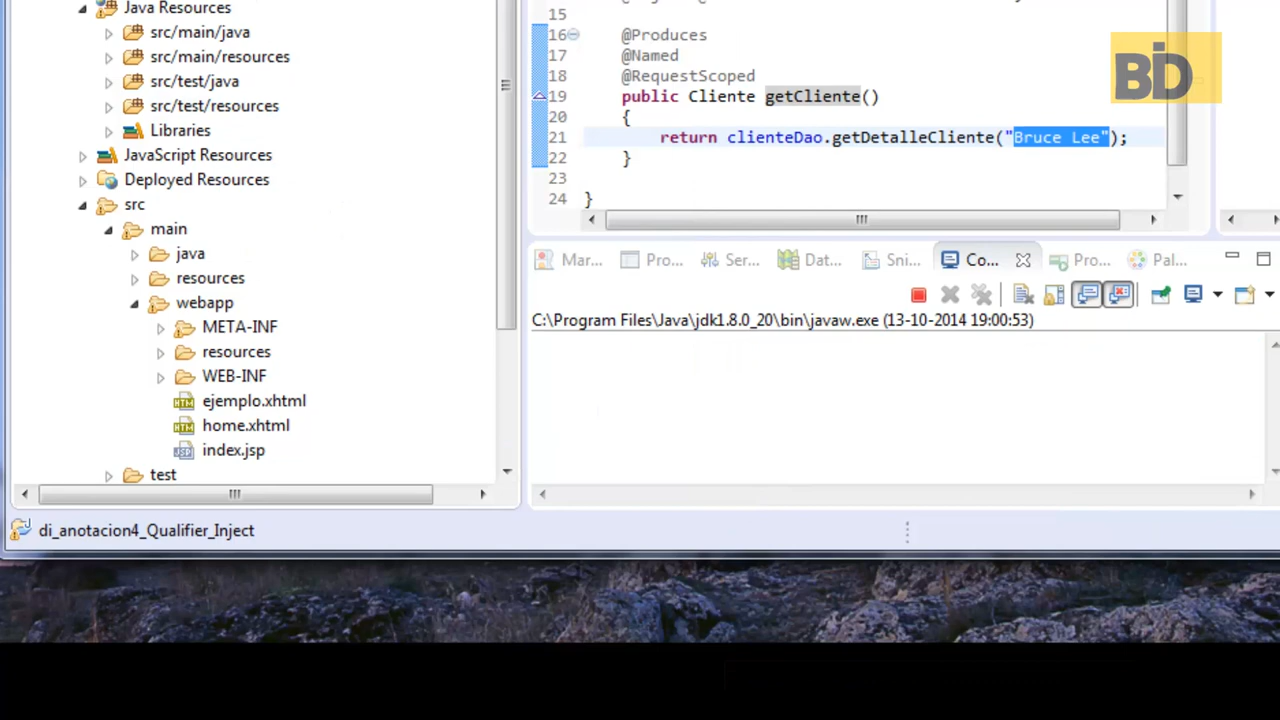 Java Resources
src/main/java
src/main/resources
src/test/java
src/test/resources
Libraries
JavaScript Resources
Deployed Resources
src
main
java
resources
webapp
META-INF
resources
WEB-INF
ejemplo.xhtml
home.xhtml
index.jsp
test
15
16 @Produces
17 @Named
18 @RequestScoped
19 public Cliente getCliente()
20 {
21 return clienteDao.getDetalleCliente("Bruce Lee");
22 }
23
24 }
BiD
Mar... Pro... Ser... Dat... Sni... Co... Pro... Pal...
C:\Program Files\Java\jdk1.8.0_20\bin\javaw.exe (13-10-2014 19:00:53)
di_anotacion4_Qualifier_Inject